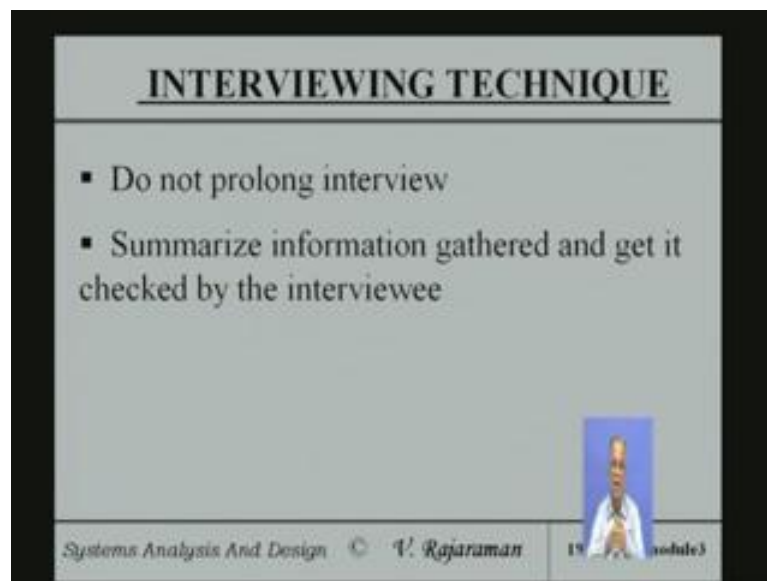 INTERVIEWING TECHNIQUE
▪ Do not prolong interview
▪ Summarize information gathered and get it
checked by the interviewee
Systems Analysis And Design © V. Rajaraman